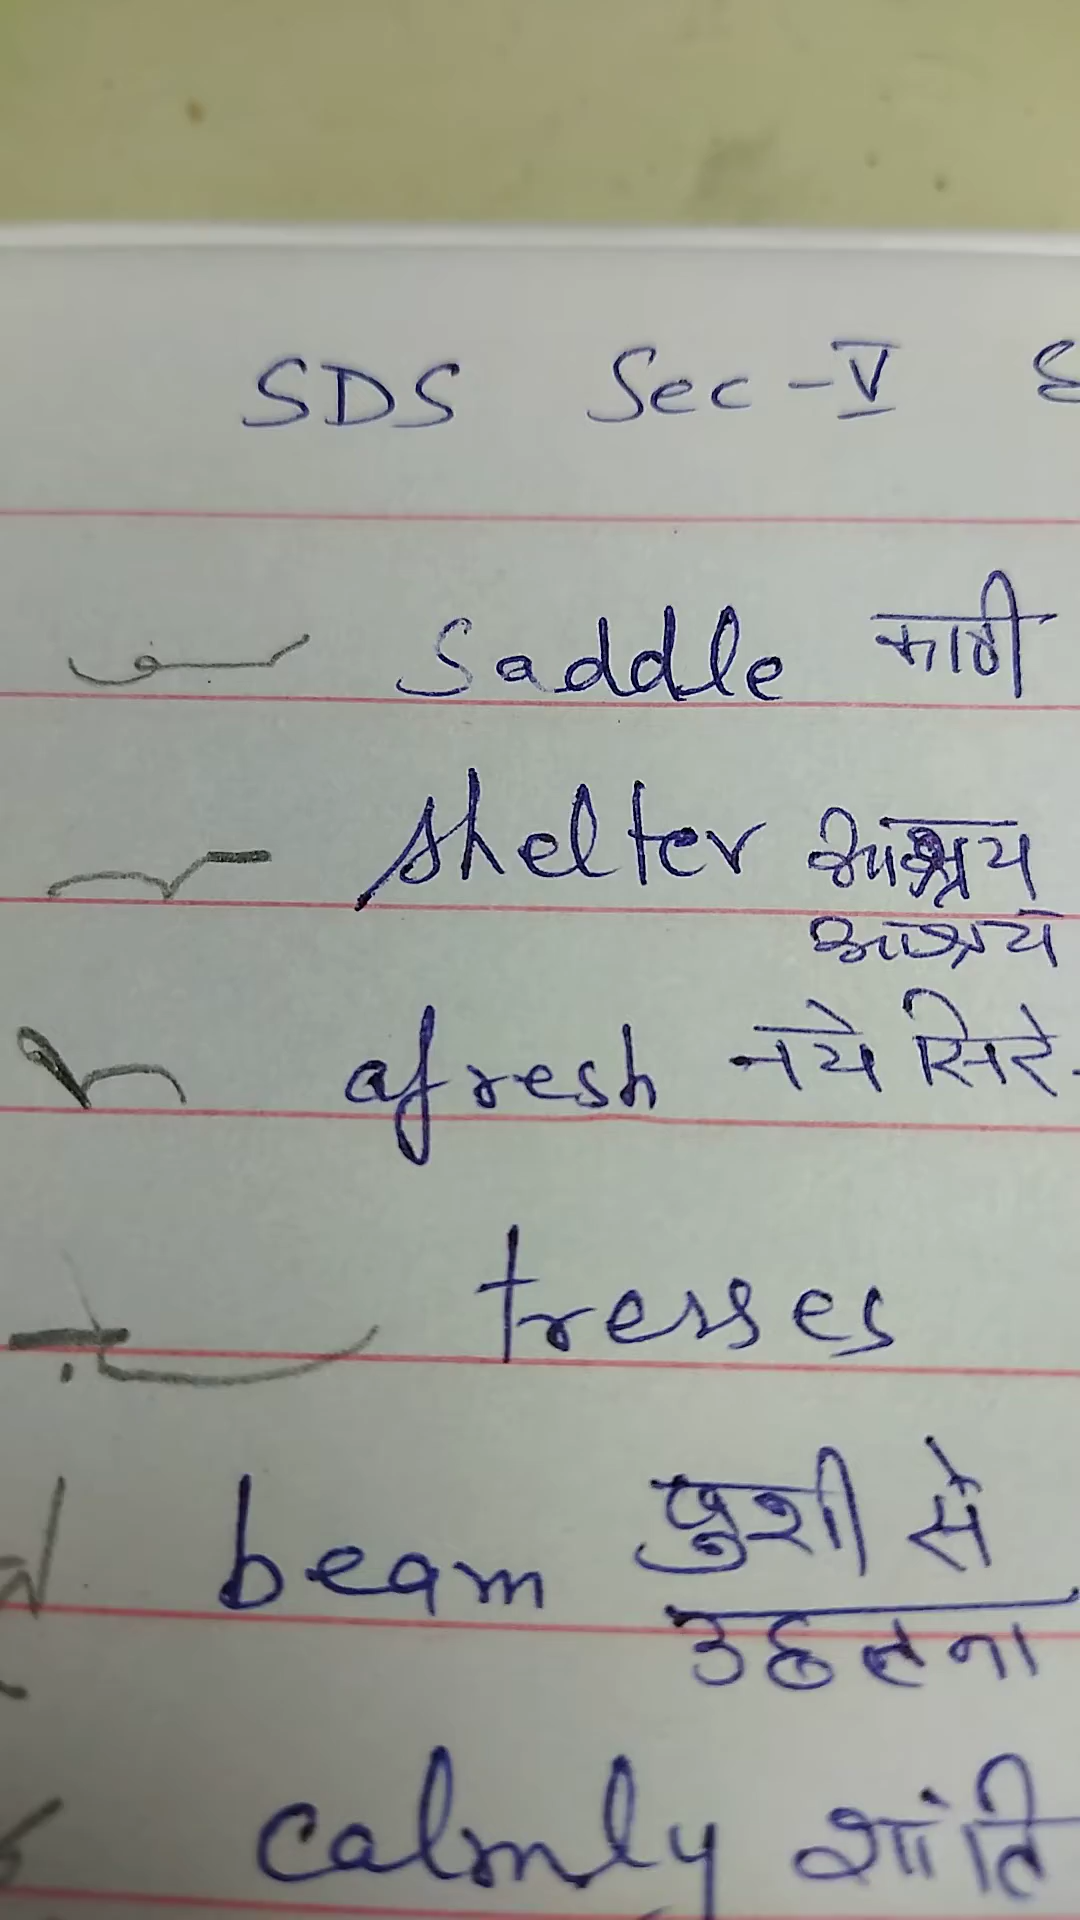 SDS Sec-V
Saddle काठी
shelter आश्रय
आश्रय
afresh नये सिरे
tresses
beam खुशी से
उछलना
calmly शांति